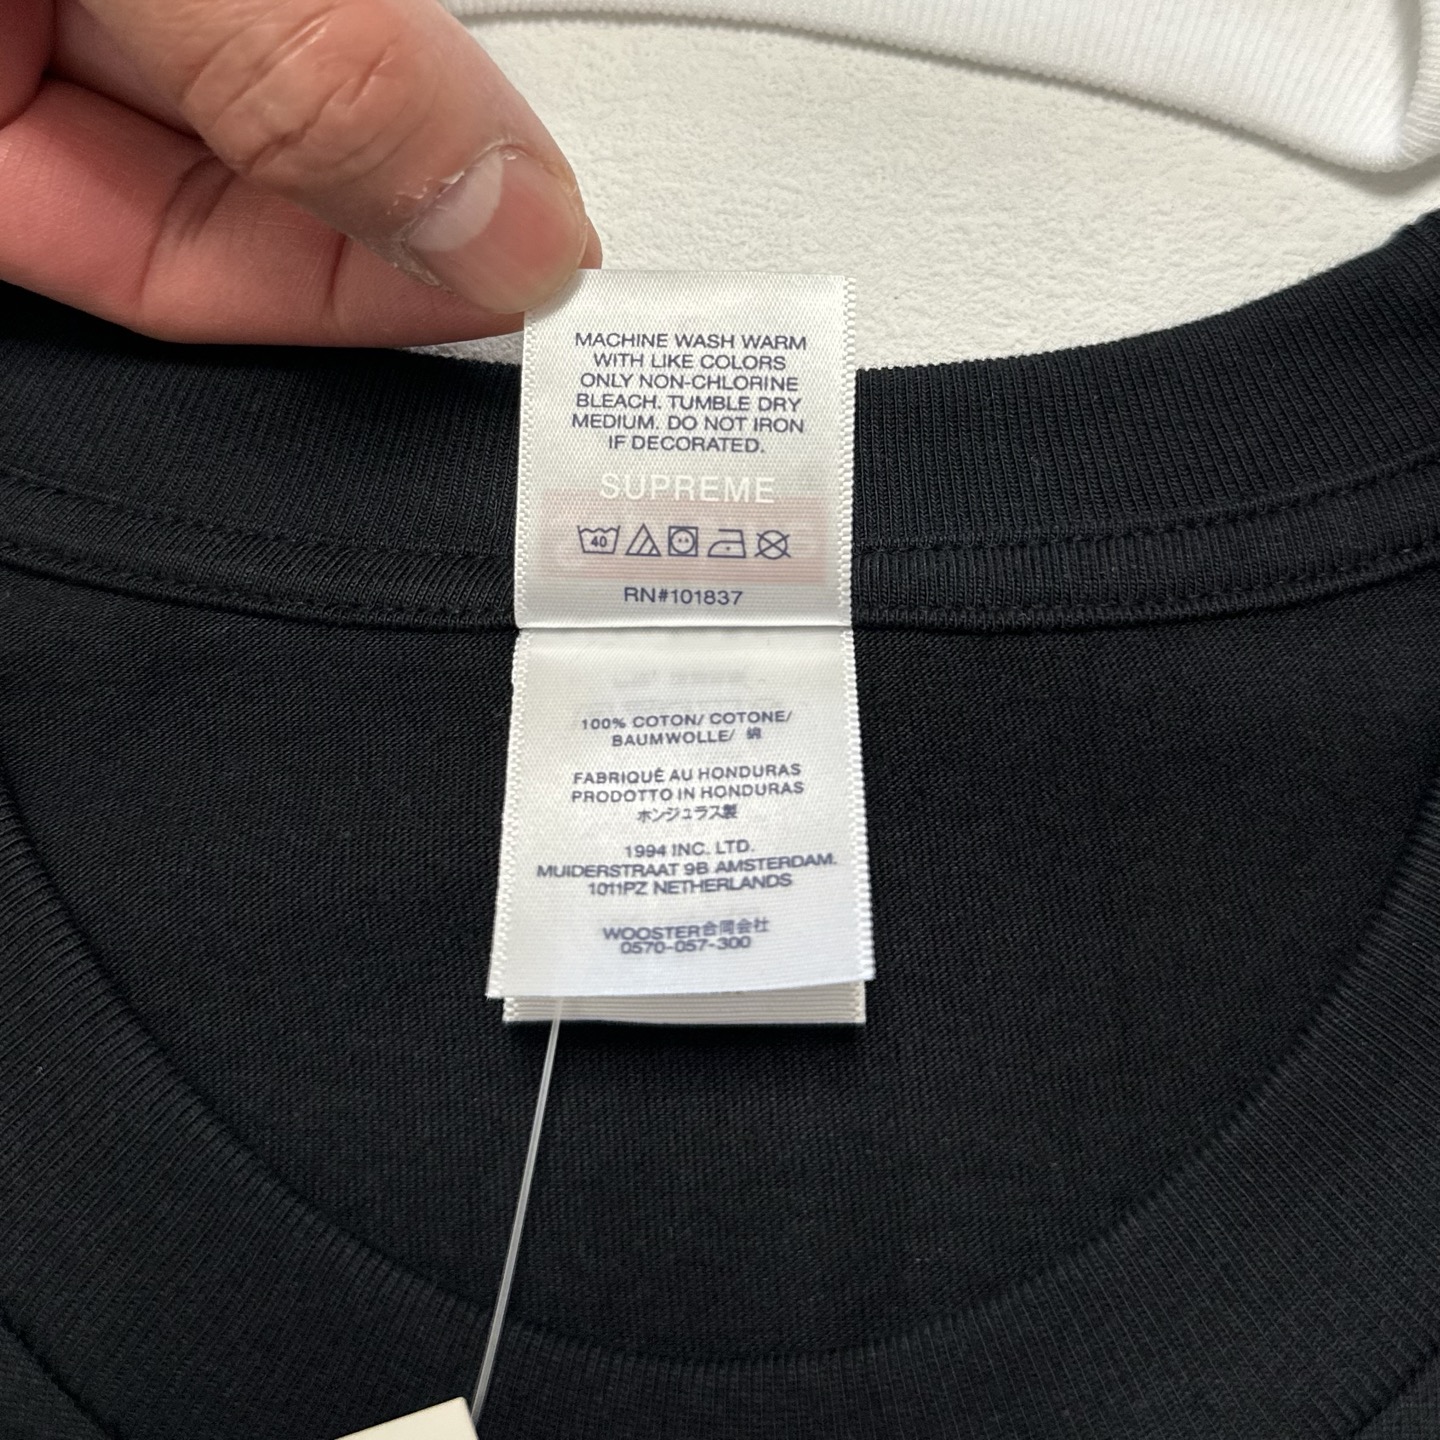 MACHINE WASH WARM
WITH LIKE COLORS
ONLY NON-CHLORINE
BLEACH. TUMBLE DRY
MEDIUM. DO NOT IRON
IF DECORATED.
SUPREME
40
RN#101837
100% COTON/ COTONE/
BAUMWOLLE/ 綿
FABRIQUÉ AU HONDURAS
PRODOTTO IN HONDURAS
ホンジュラス製
1994 INC. LTD.
MUIDERSTRAAT 9B AMSTERDAM.
1011PZ NETHERLANDS
WOOSTER合同会社
0570-057-300